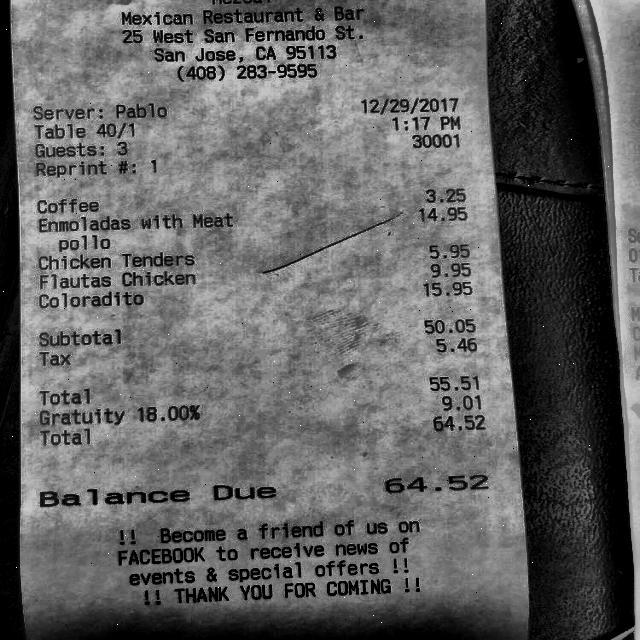 Mexican Restaurant & Bar
25 West San Fernando St.
San Jose, CA 95113
(408) 283-9595
Server: Pablo 12/29/2017
Table 40/1 1:17 PM
Guests: 3 30001
Reprint #: 1
Coffee 3.25
Enmoladas with Meat 14.95
pollo
Chicken Tenders 5.95
Flautas Chicken 9.95
Coloradito 15.95
Subtotal 50.05
Tax 5.46
Total 55.51
Gratuity 18.00% 9.01
Total 64.52
Balance Due 64.52
!! Become a friend of us on
FACEBOOK to receive news of
events & special offers !!
!! THANK YOU FOR COMING !!